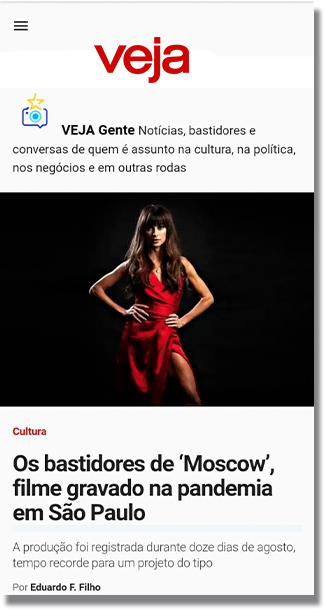 veja
VEJA Gente Notícias, bastidores e
conversas de quem é assunto na cultura, na política,
nos negócios e em outras rodas
Cultura
Os bastidores de ‘Moscow’,
filme gravado na pandemia
em São Paulo
A produção foi registrada durante doze dias de agosto,
tempo recorde para um projeto do tipo
Por Eduardo F. Filho